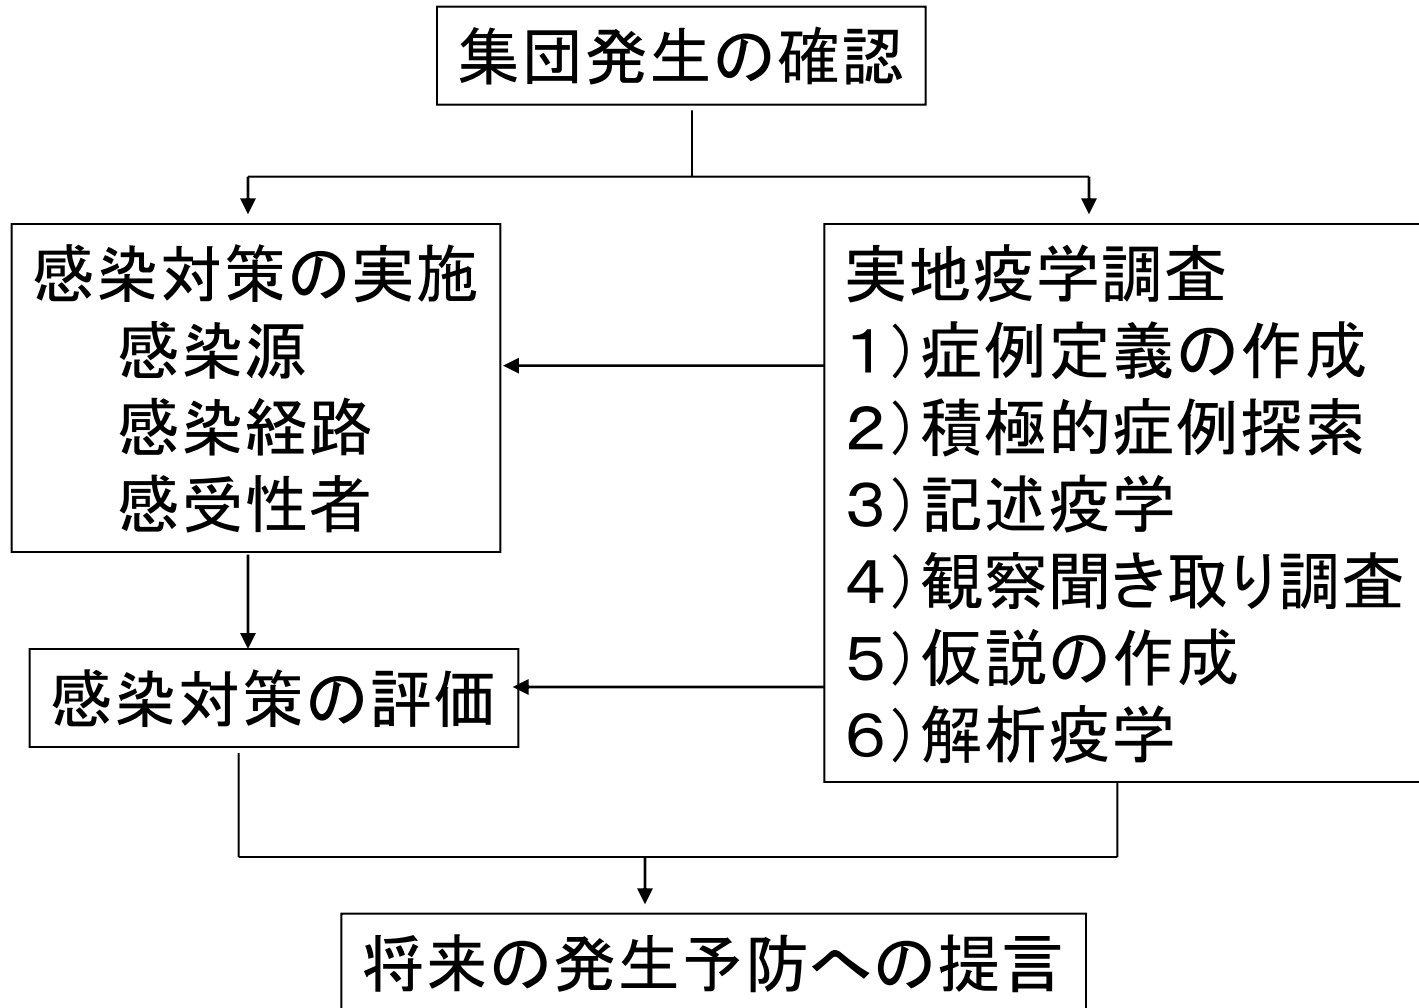 集団発生の確認
感染対策の実施
感染源
感染経路
感受性者
実地疫学調査
1)症例定義の作成
2)積極的症例探索
3)記述疫学
4)観察聞き取り調査
5)仮説の作成
6)解析疫学
感染対策の評価
将来の発生予防への提言